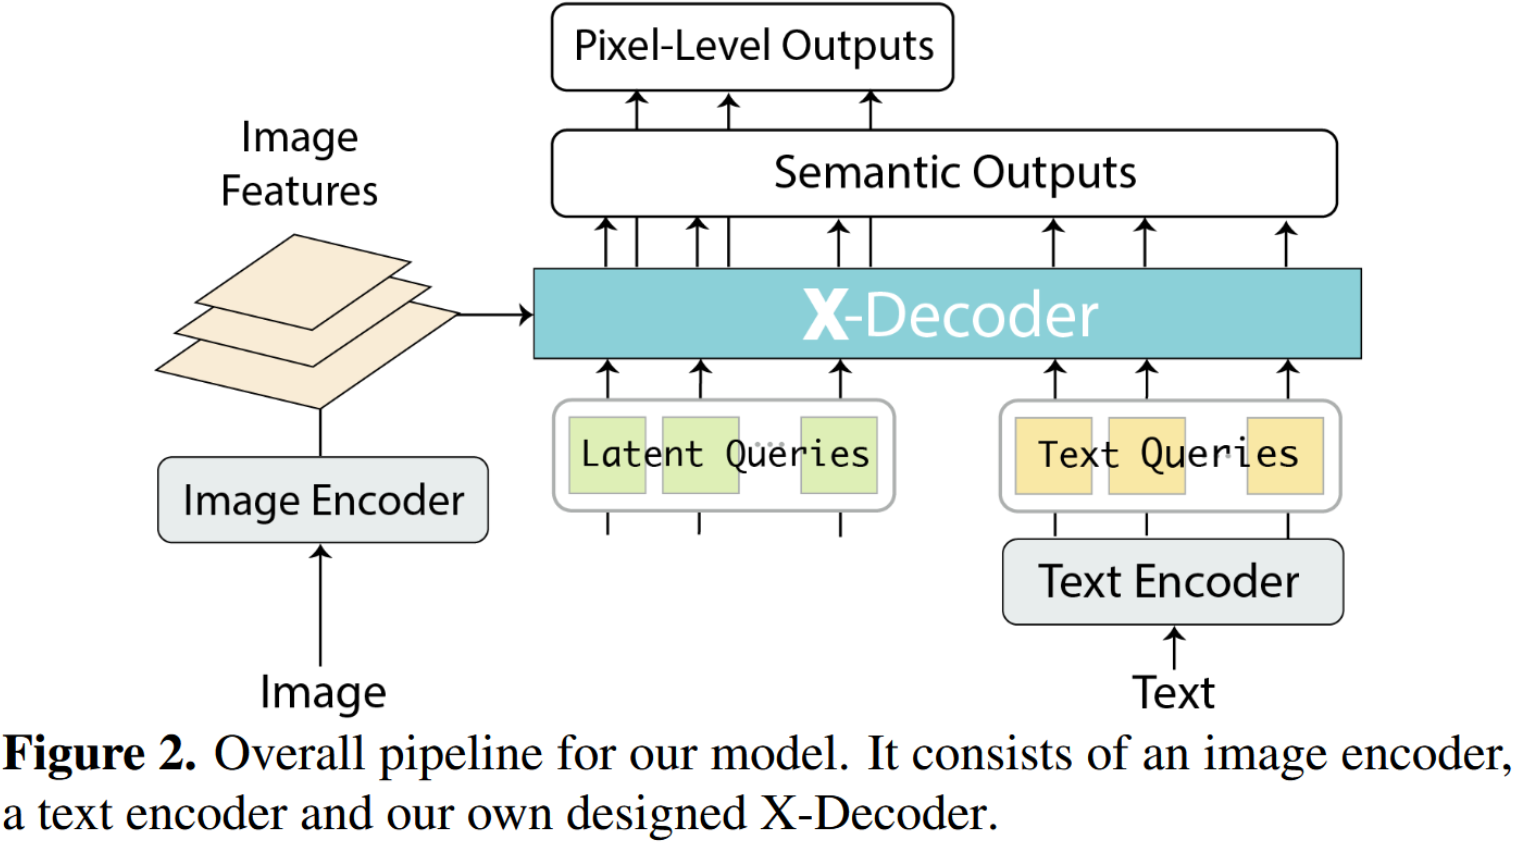 Pixel-Level Outputs
Semantic Outputs
Image
Features
X-Decoder
Latent Queries
Text Queries
Image Encoder
Text Encoder
Image
Text
Figure 2. Overall pipeline for our model. It consists of an image encoder,
a text encoder and our own designed X-Decoder.